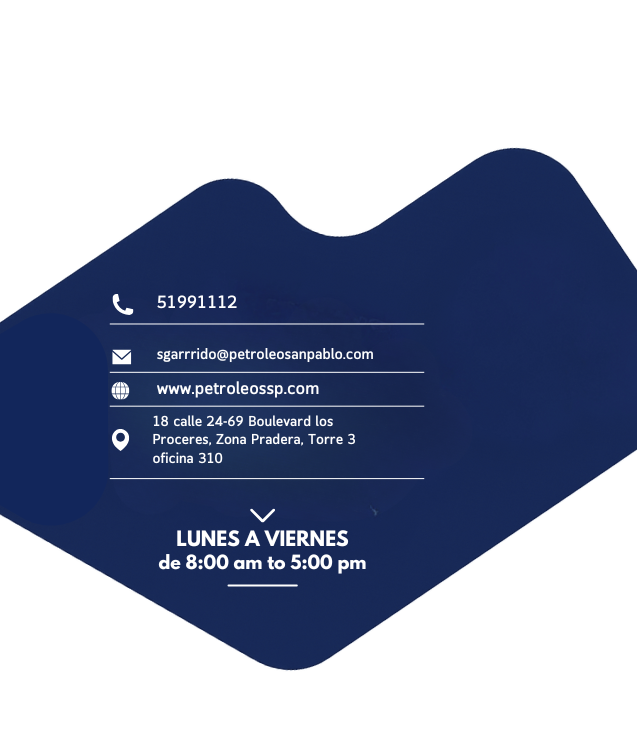 51991112
sgarrrido@petroleosanpablo.com
www.petroleossp.com
18 calle 24-69 Boulevard los
Proceres, Zona Pradera, Torre 3
oficina 310
LUNES A VIERNES
de 8:00 am to 5:00 pm